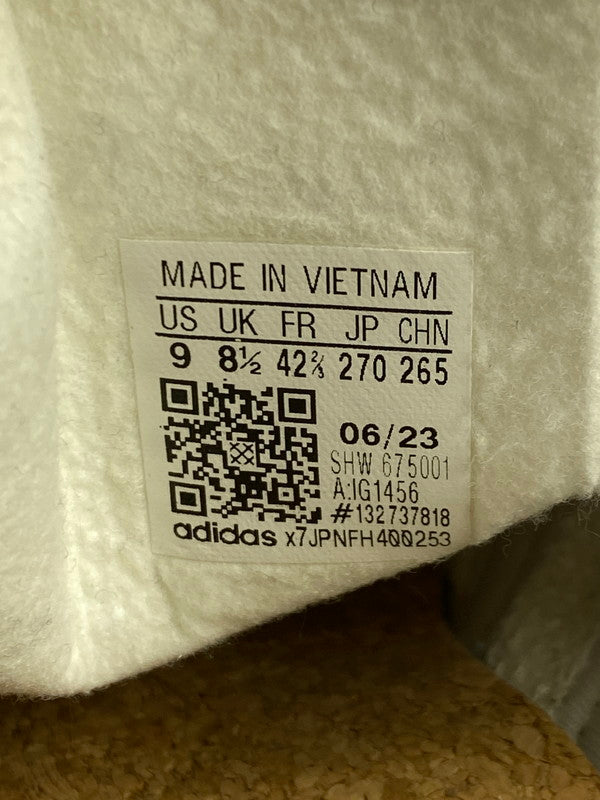 MADE IN VIETNAM
US UK FR JP CHN
9 8½ 42⅔ 270 265
06/23
SHW 675001
A:IG1456
#132737818
adidas x7JPNFH400253